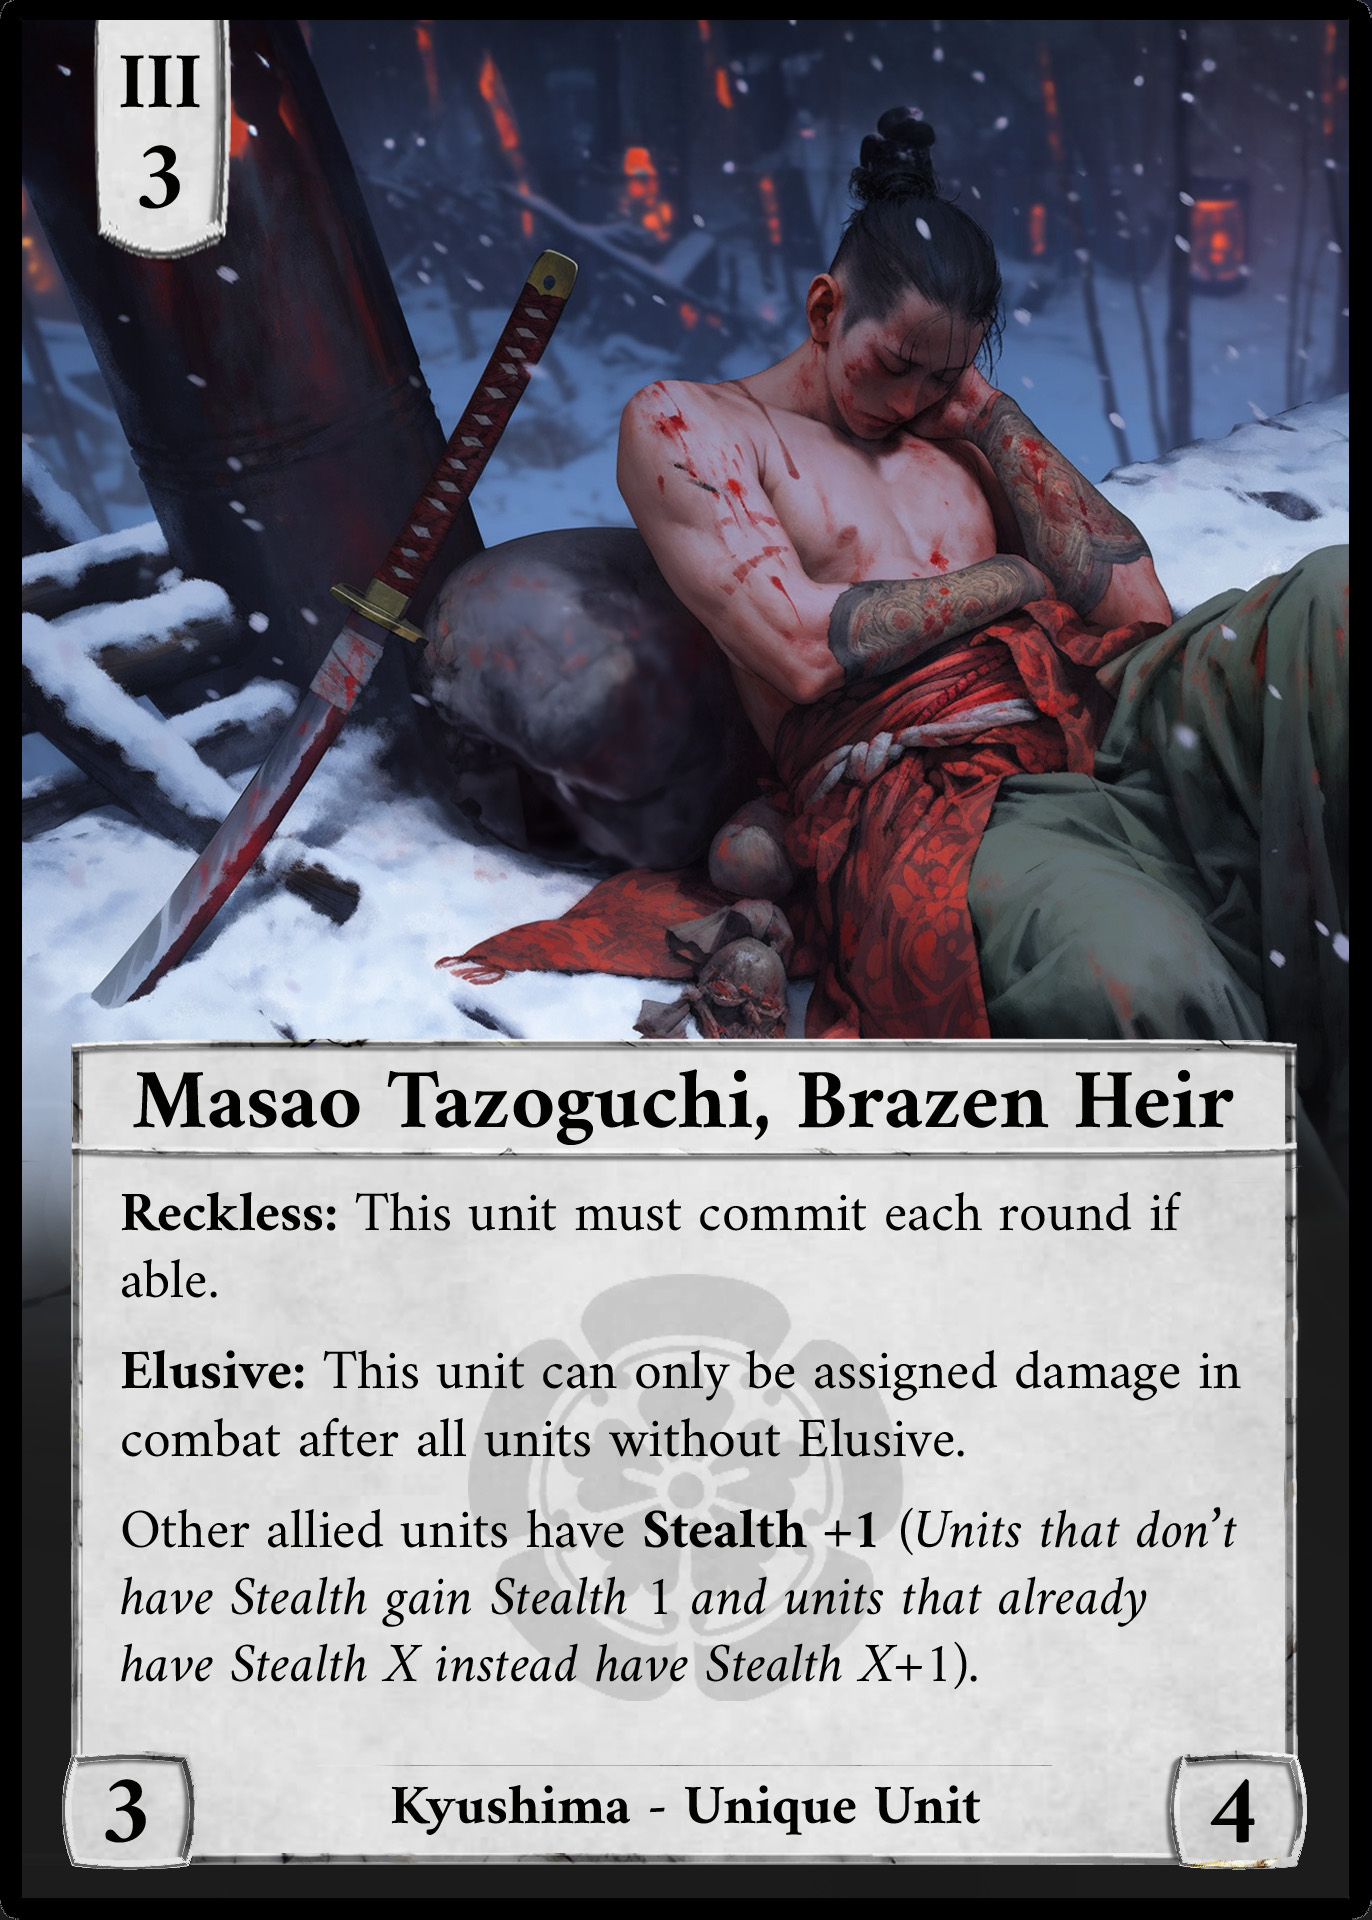 III
3
Masao Tazoguchi, Brazen Heir
Reckless: This unit must commit each round if
able.
Elusive: This unit can only be assigned damage in
combat after all units without Elusive.
Other allied units have Stealth +1 (Units that don't
have Stealth gain Stealth 1 and units that already
have Stealth X instead have Stealth X+1).
3
Kyushima - Unique Unit
4